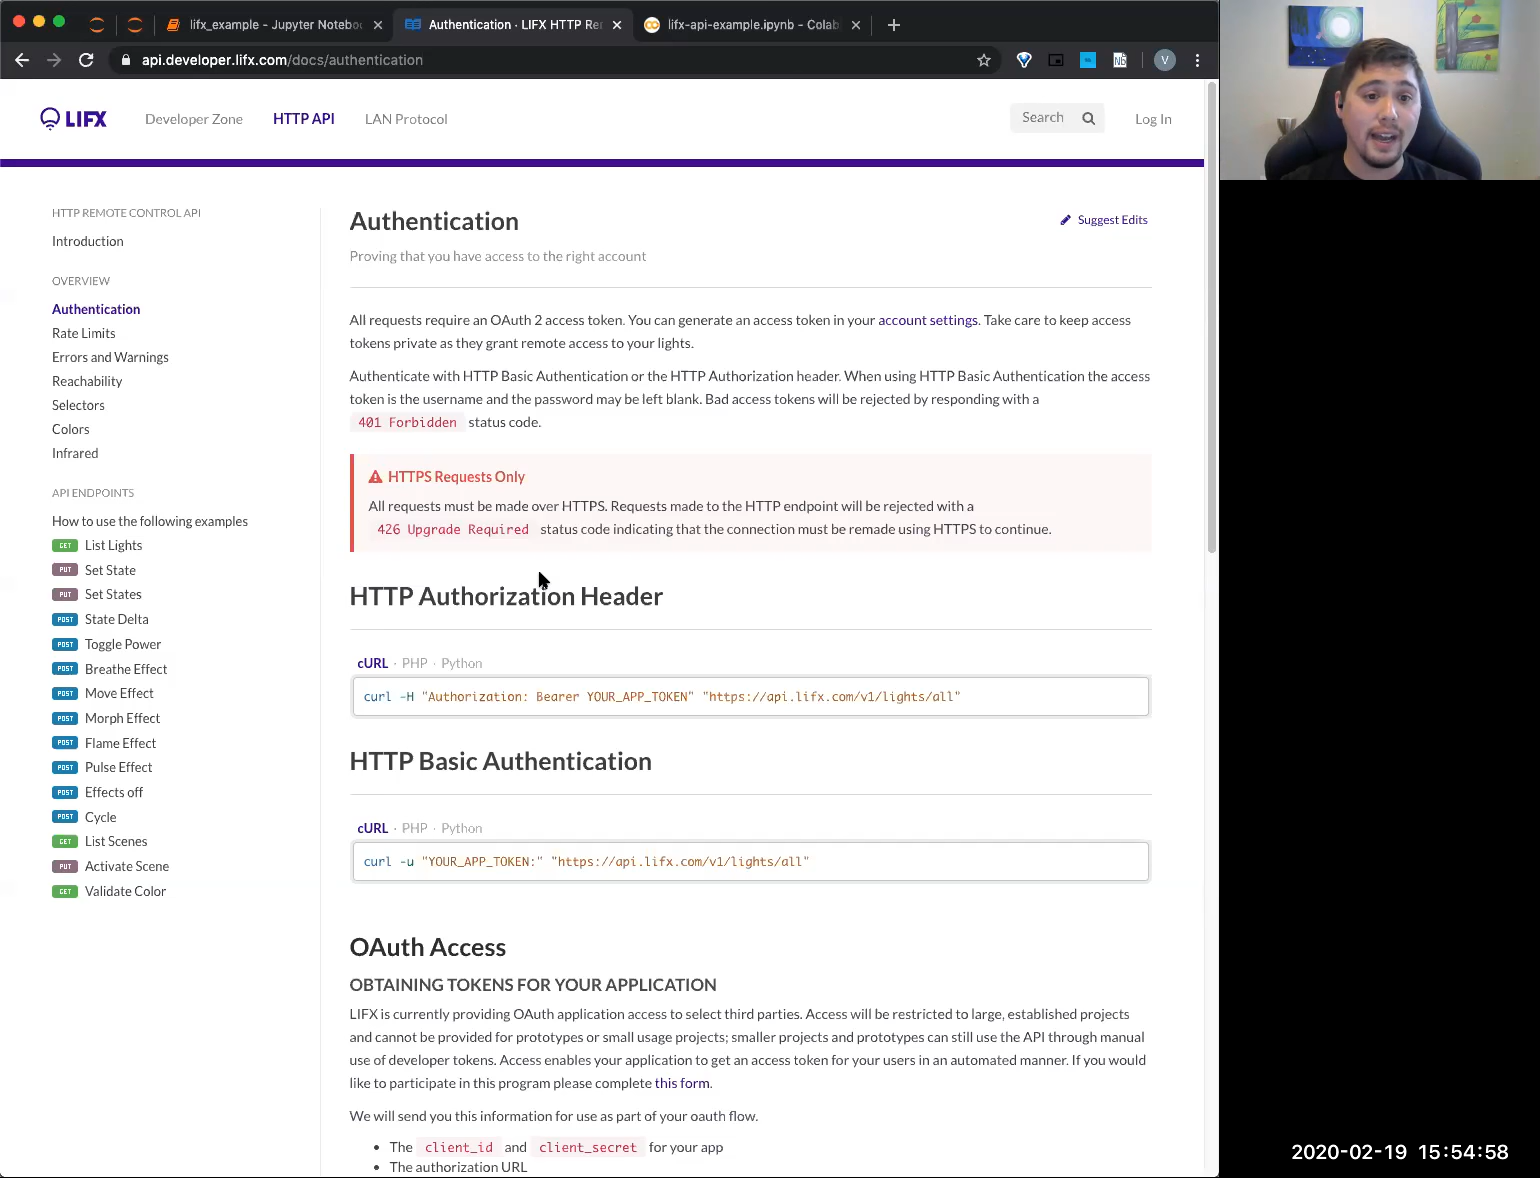 lifx_example - Jupyter Notebo
Authentication · LIFX HTTP Re
lifx-api-example.ipynb - Colab
api.developer.lifx.com/docs/authentication
V
LIFX
Developer Zone
HTTP API
LAN Protocol
Search
Log In
HTTP REMOTE CONTROL API
Introduction
OVERVIEW
Authentication
Rate Limits
Errors and Warnings
Reachability
Selectors
Colors
Infrared
API ENDPOINTS
How to use the following examples
GET List Lights
PUT Set State
PUT Set States
POST State Delta
POST Toggle Power
POST Breathe Effect
POST Move Effect
POST Morph Effect
POST Flame Effect
POST Pulse Effect
POST Effects off
POST Cycle
GET List Scenes
PUT Activate Scene
GET Validate Color
Authentication
Suggest Edits
Proving that you have access to the right account
All requests require an OAuth 2 access token. You can generate an access token in your account settings. Take care to keep access
tokens private as they grant remote access to your lights.
Authenticate with HTTP Basic Authentication or the HTTP Authorization header. When using HTTP Basic Authentication the access
token is the username and the password may be left blank. Bad access tokens will be rejected by responding with a
401 Forbidden status code.
HTTPS Requests Only
All requests must be made over HTTPS. Requests made to the HTTP endpoint will be rejected with a
426 Upgrade Required status code indicating that the connection must be remade using HTTPS to continue.
HTTP Authorization Header
cURL · PHP · Python
curl -H "Authorization: Bearer YOUR_APP_TOKEN" "https://api.lifx.com/v1/lights/all"
HTTP Basic Authentication
cURL · PHP · Python
curl -u "YOUR_APP_TOKEN:" "https://api.lifx.com/v1/lights/all"
OAuth Access
OBTAINING TOKENS FOR YOUR APPLICATION
LIFX is currently providing OAuth application access to select third parties. Access will be restricted to large, established projects
and cannot be provided for prototypes or small usage projects; smaller projects and prototypes can still use the API through manual
use of developer tokens. Access enables your application to get an access token for your users in an automated manner. If you would
like to participate in this program please complete this form.
We will send you this information for use as part of your oauth flow.
• The client_id and client_secret for your app
• The authorization URL
2020-02-19 15:54:58